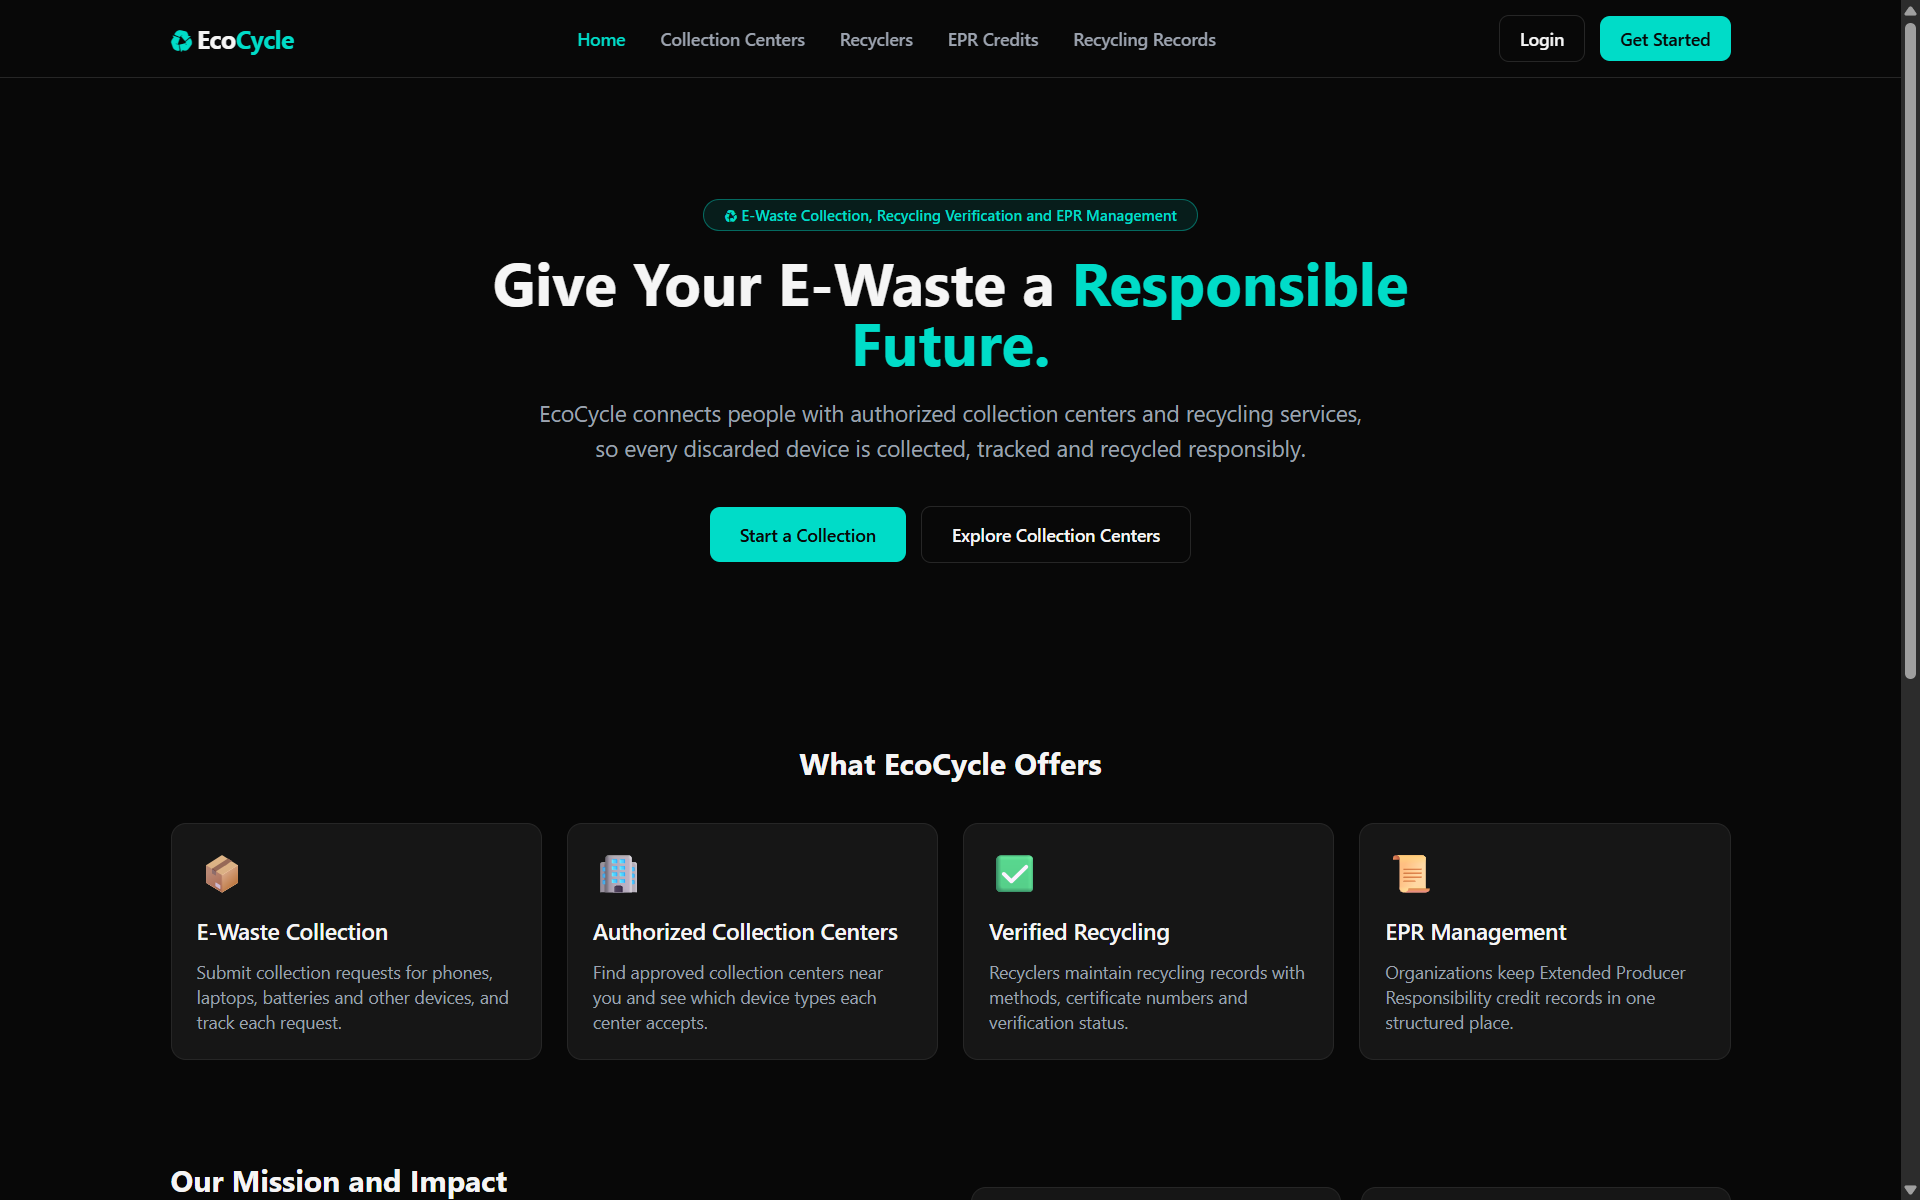 EcoCycle
Home
Collection Centers
Recyclers
EPR Credits
Recycling Records
Login
Get Started
E-Waste Collection, Recycling Verification and EPR Management
Give Your E-Waste a Responsible
Future.
EcoCycle connects people with authorized collection centers and recycling services,
so every discarded device is collected, tracked and recycled responsibly.
Start a Collection
Explore Collection Centers
What EcoCycle Offers
E-Waste Collection
Submit collection requests for phones,
laptops, batteries and other devices, and
track each request.
Authorized Collection Centers
Find approved collection centers near
you and see which device types each
center accepts.
Verified Recycling
Recyclers maintain recycling records with
methods, certificate numbers and
verification status.
EPR Management
Organizations keep Extended Producer
Responsibility credit records in one
structured place.
Our Mission and Impact